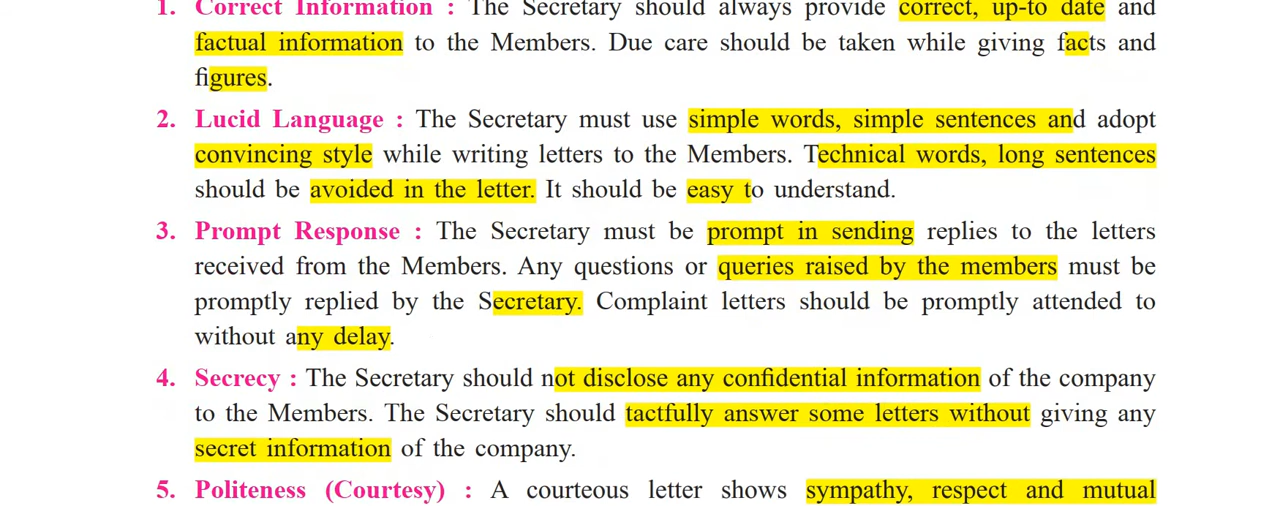 1. Correct Information : The Secretary should always provide correct, up-to date and
factual information to the Members. Due care should be taken while giving facts and
figures.
2. Lucid Language : The Secretary must use simple words, simple sentences and adopt
convincing style while writing letters to the Members. Technical words, long sentences
should be avoided in the letter. It should be easy to understand.
3. Prompt Response : The Secretary must be prompt in sending replies to the letters
received from the Members. Any questions or queries raised by the members must be
promptly replied by the Secretary. Complaint letters should be promptly attended to
without any delay.
4. Secrecy : The Secretary should not disclose any confidential information of the company
to the Members. The Secretary should tactfully answer some letters without giving any
secret information of the company.
5. Politeness (Courtesy) : A courteous letter shows sympathy, respect and mutual